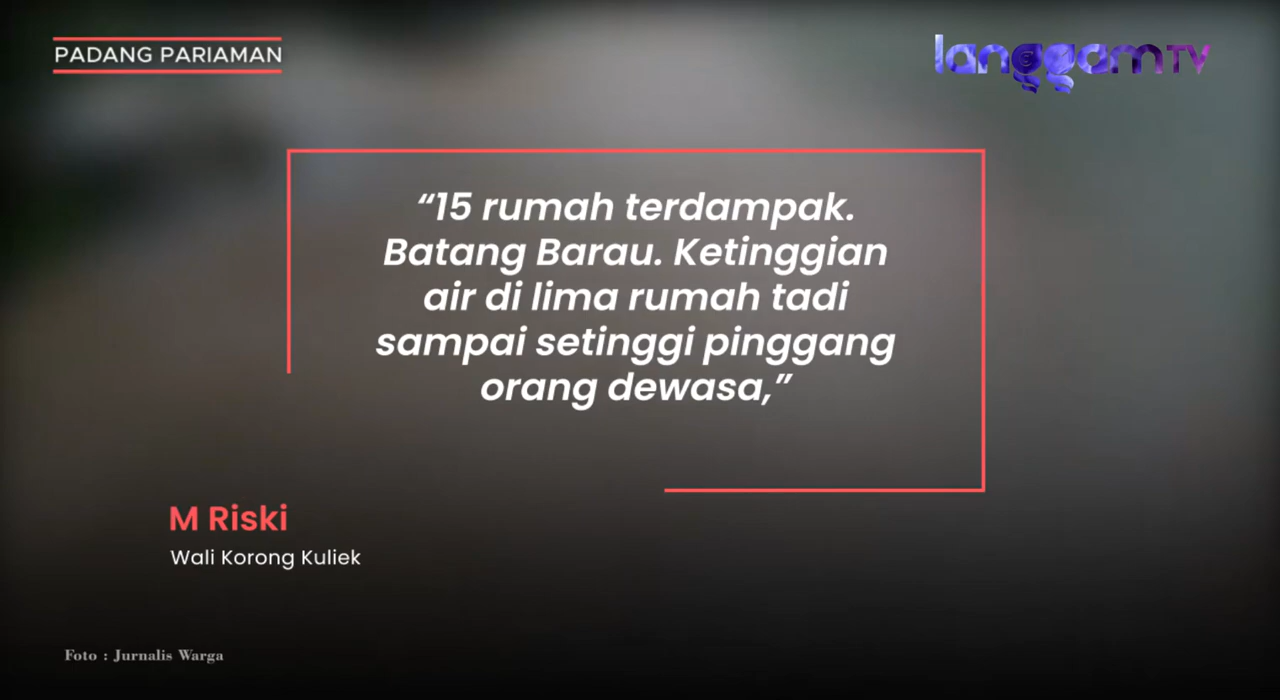 PADANG PARIAMAN
langgam TV
“15 rumah terdampak.
Batang Barau. Ketinggian
air di lima rumah tadi
sampai setinggi pinggang
orang dewasa,”
M Riski
Wali Korong Kuliek
Foto : Jurnalis Warga